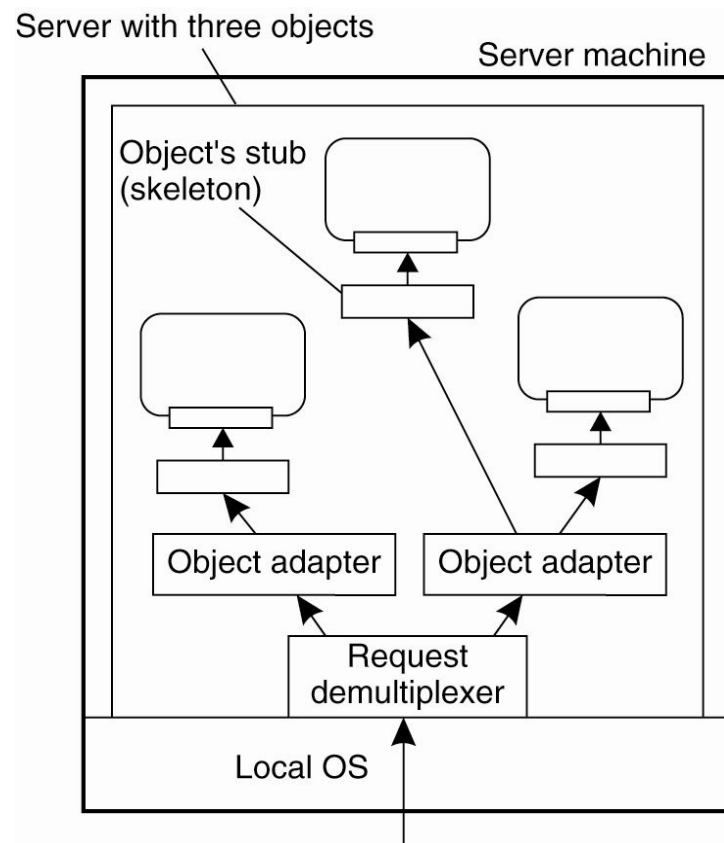 Server with three objects
Server machine
Object's stub
(skeleton)
Object adapter
Object adapter
Request
demultiplexer
Local OS